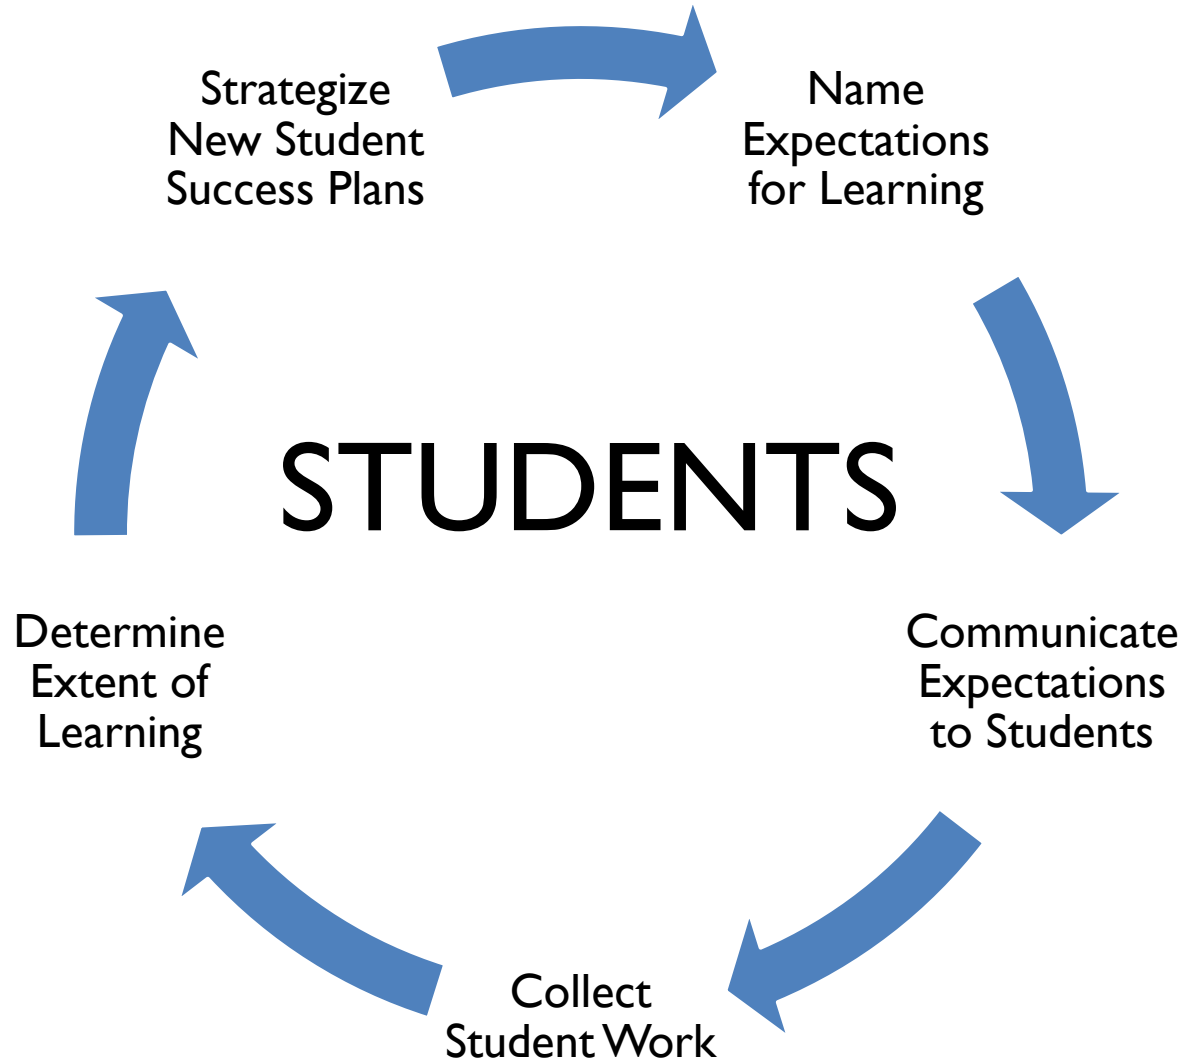 Strategize
New Student
Success Plans
Name
Expectations
for Learning
STUDENTS
Determine
Extent of
Learning
Communicate
Expectations
to Students
Collect
Student Work